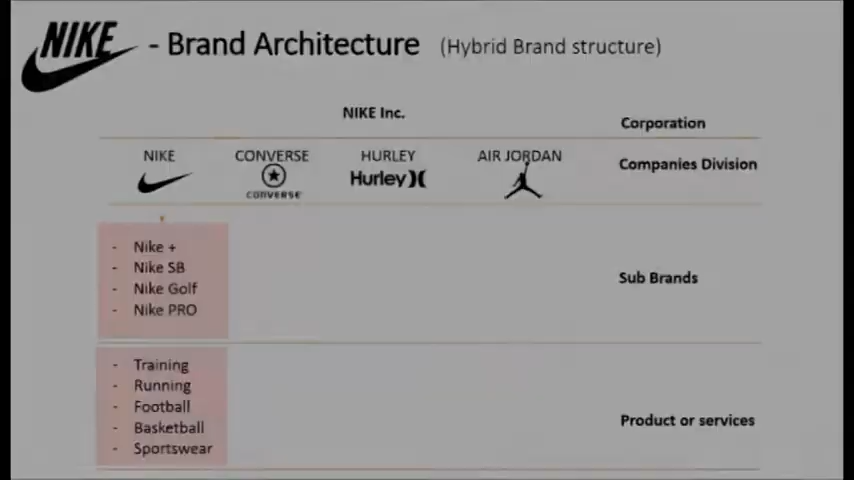 NIKE - Brand Architecture (Hybrid Brand structure)
NIKE Inc.
Corporation
NIKE CONVERSE HURLEY AIR JORDAN
Companies Division
Hurley
CONVERSE
- Nike +
- Nike SB
- Nike Golf
- Nike PRO
Sub Brands
- Training
- Running
- Football
- Basketball
- Sportswear
Product or services